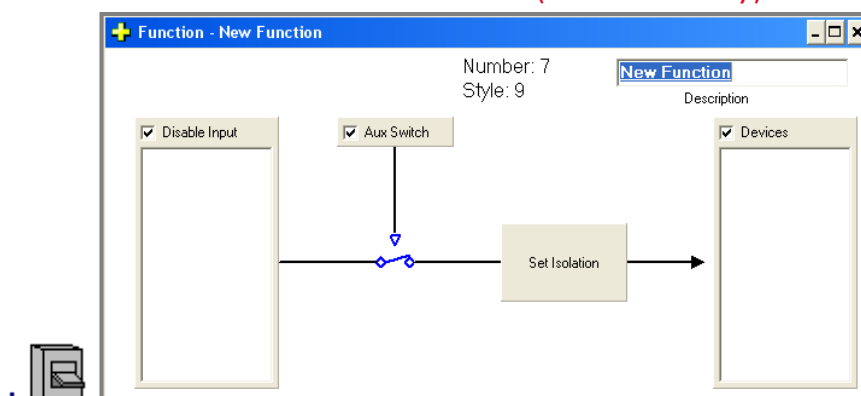 Function - New Function
Number: 7
Style: 9
New Function
Description
Disable Input
Aux Switch
Devices
Set Isolation